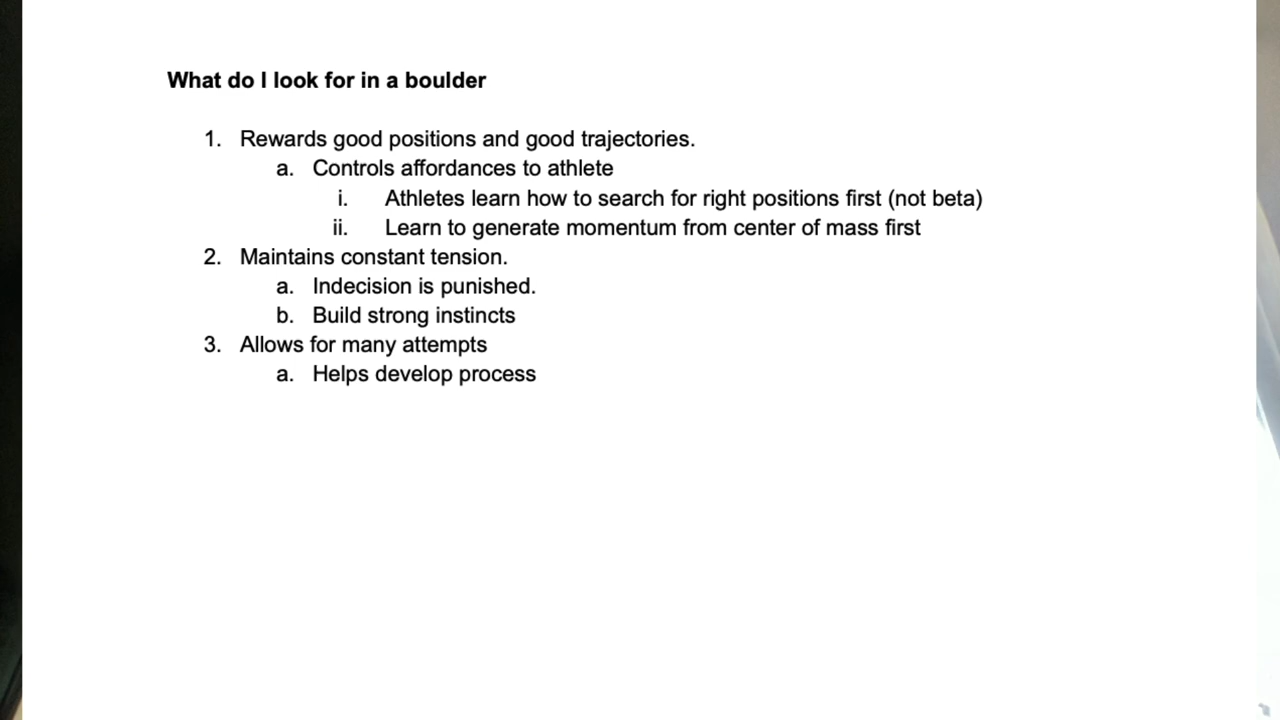 What do I look for in a boulder
1. Rewards good positions and good trajectories.
a. Controls affordances to athlete
i. Athletes learn how to search for right positions first (not beta)
ii. Learn to generate momentum from center of mass first
2. Maintains constant tension.
a. Indecision is punished.
b. Build strong instincts
3. Allows for many attempts
a. Helps develop process